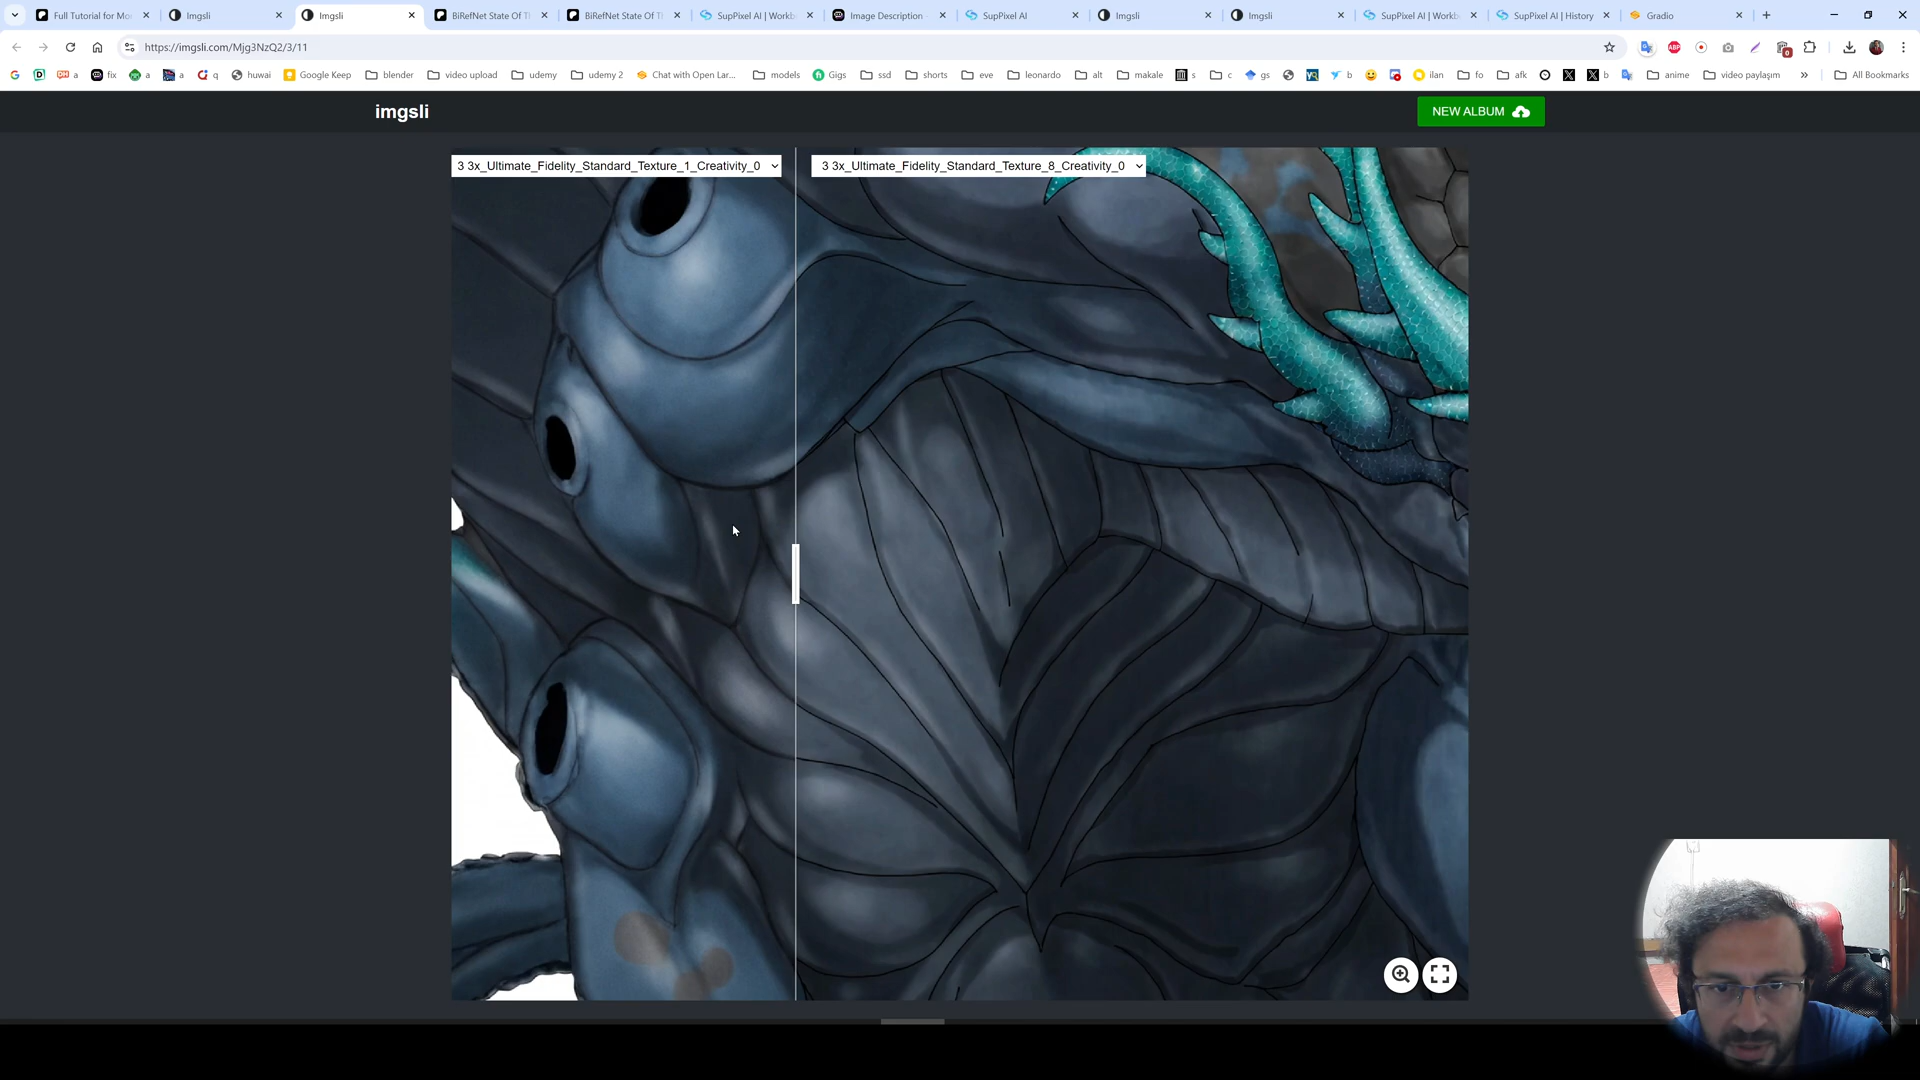 Full Tutorial for Mo
Imgsli
Imgsli
BiRefNet State Of T
BiRefNet State Of T
SupPixel AI | Workb
Image Description -
SupPixel AI
Imgsli
Imgsli
SupPixel AI | Workb
SupPixel AI | History
Gradio
https://imgsli.com/Mjg3NzQ2/3/11
a
fix
a
a
q
huwai
Google Keep
blender
video upload
udemy
udemy 2
Chat with Open Lar...
models
Gigs
ssd
shorts
eve
leonardo
alt
makale
s
c
gs
b
ilan
fo
afk
b
anime
video paylaşım
All Bookmarks
imgsli
NEW ALBUM
3 3x_Ultimate_Fidelity_Standard_Texture_1_Creativity_0
3 3x_Ultimate_Fidelity_Standard_Texture_8_Creativity_0